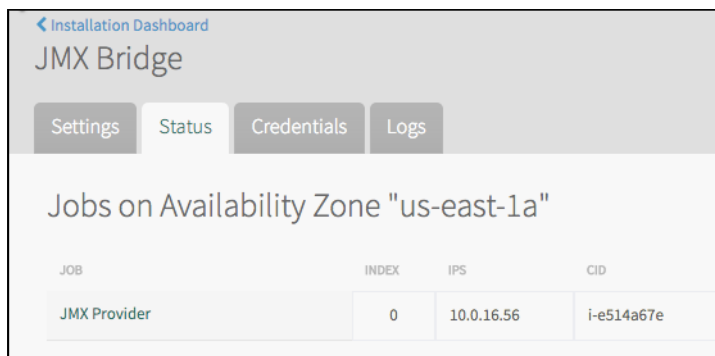 Installation Dashboard
JMX Bridge
Settings Status Credentials Logs
Jobs on Availability Zone "us-east-1a"
JOB INDEX IPS CID
JMX Provider 0 10.0.16.56 i-e514a67e